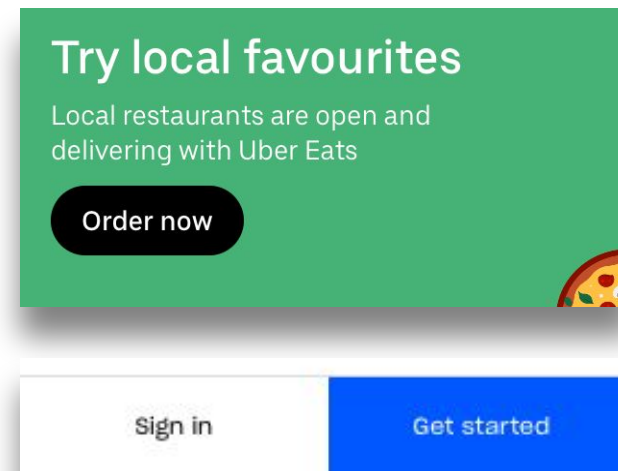 Try local favourites
Local restaurants are open and
delivering with Uber Eats
Order now
Sign in
Get started